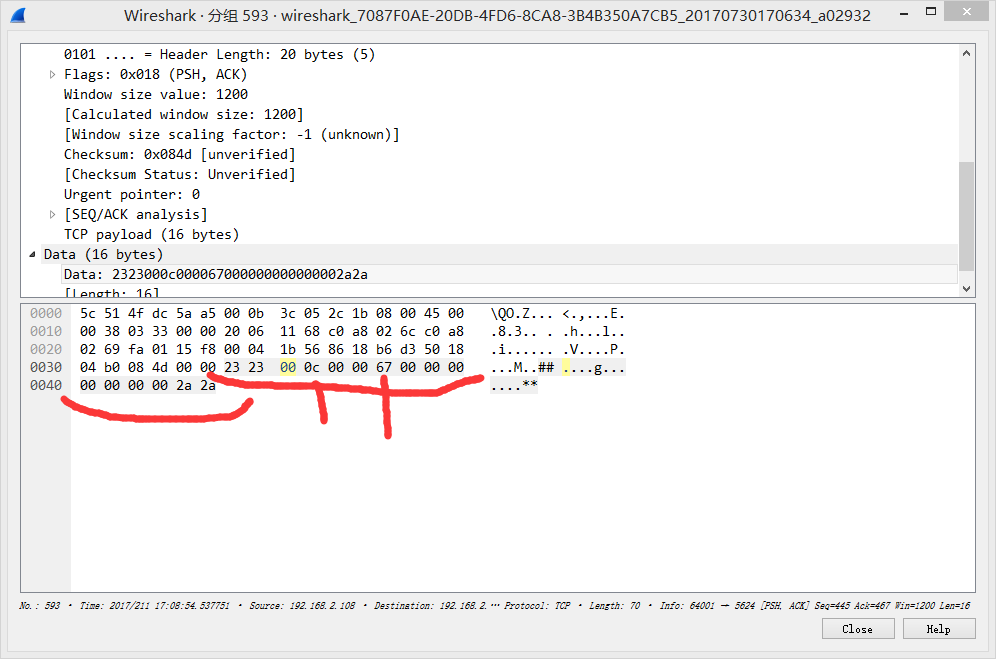 Wireshark · 分组 593 · wireshark_7087F0AE-20DB-4FD6-8CA8-3B4B350A7CB5_20170730170634_a02932
0101 .... = Header Length: 20 bytes (5)
Flags: 0x018 (PSH, ACK)
Window size value: 1200
[Calculated window size: 1200]
[Window size scaling factor: -1 (unknown)]
Checksum: 0x084d [unverified]
[Checksum Status: Unverified]
Urgent pointer: 0
[SEQ/ACK analysis]
TCP payload (16 bytes)
Data (16 bytes)
Data: 2323000c000067000000000000002a2a
[Length: 16]
0000 5c 51 4f dc 5a a5 00 0b 3c 05 2c 1b 08 00 45 00 \QO.Z... <.,...E.
0010 00 38 03 33 00 00 20 06 11 68 c0 a8 02 6c c0 a8 .8.3.. . .h...l..
0020 02 69 fa 01 15 f8 00 04 1b 56 86 18 b6 d3 50 18 .i...... .V....P.
0030 04 b0 08 4d 00 00 23 23 00 0c 00 00 67 00 00 00 ...M..## ....g...
0040 00 00 00 00 2a 2a ....**
No.: 593 · Time: 2017/211 17:08:54.537751 · Source: 192.168.2.108 · Destination: 192.168.2.… Protocol: TCP · Length: 70 · Info: 64001 → 5624 [PSH, ACK] Seq=445 Ack=467 Win=1200 Len=16
Close Help